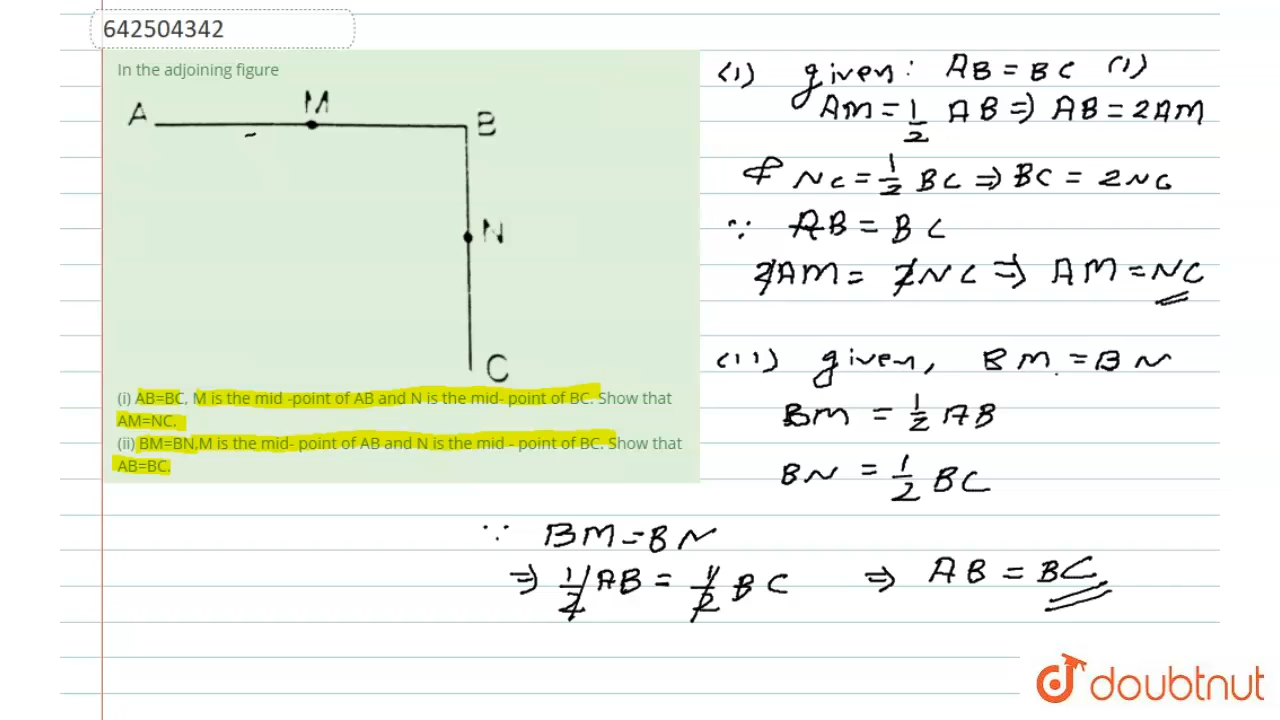 642504342
In the adjoining figure
A M B
N
C
(i) AB=BC, M is the mid -point of AB and N is the mid- point of BC. Show that
AM=NC.
(ii) BM=BN,M is the mid- point of AB and N is the mid - point of BC. Show that
AB=BC.
(1) given: AB = BC (1)
AM = 1/2 AB ⇒ AB = 2AM
& NC = 1/2 BC ⇒ BC = 2NC
∵ AB = BC
2AM = 2NC ⇒ AM = NC
(11) given, BM = BN
BM = 1/2 AB
BN = 1/2 BC
∵ BM = BN
⇒ 1/2 AB = 1/2 BC ⇒ AB = BC
doubtnut